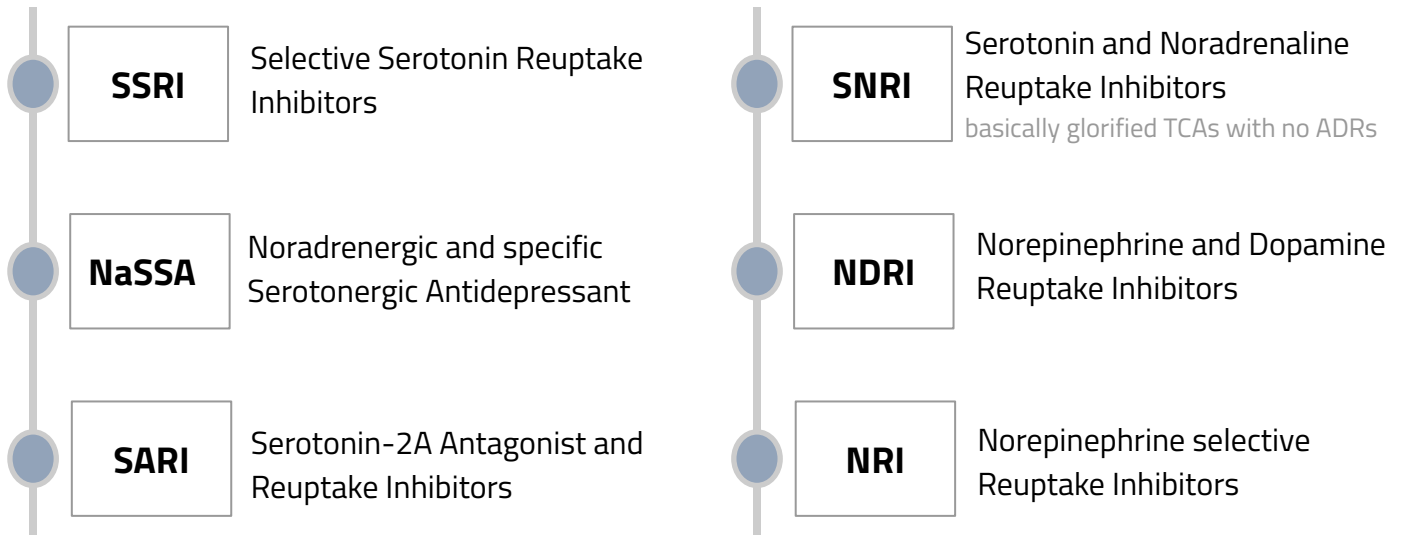 SSRI
Selective Serotonin Reuptake
Inhibitors
NaSSA
Noradrenergic and specific
Serotonergic Antidepressant
SARI
Serotonin-2A Antagonist and
Reuptake Inhibitors
SNRI
Serotonin and Noradrenaline
Reuptake Inhibitors
basically glorified TCAs with no ADRs
NDRI
Norepinephrine and Dopamine
Reuptake Inhibitors
NRI
Norepinephrine selective
Reuptake Inhibitors